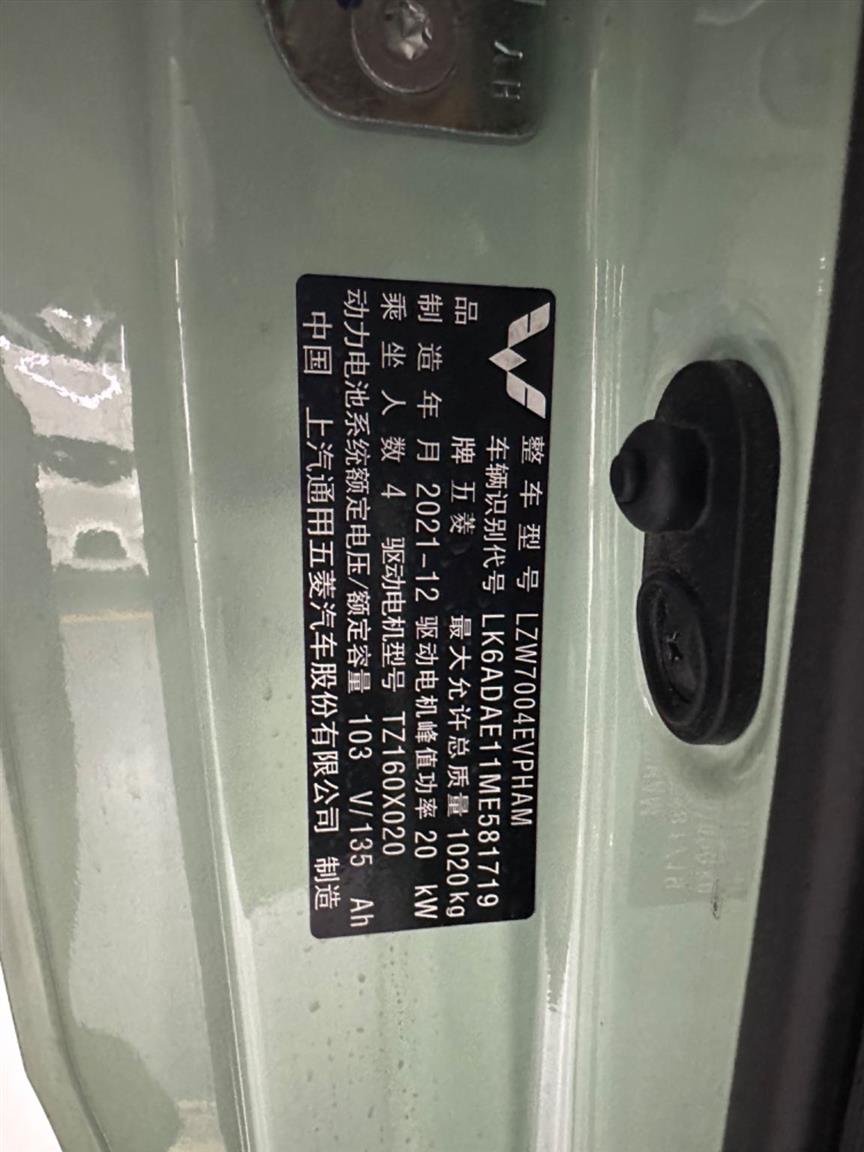 整车型号 LZW7004EVPHAM
车辆识别代号 LK6ADAE11ME581719
品牌 五菱 最大允许总质量 1020kg
制造年月 2021-12 驱动电机峰值功率 20 kW
乘坐人数 4 驱动电机型号 TZ160X020
动力电池系统额定电压/额定容量 103 V/135 Ah
中国 上汽通用五菱汽车股份有限公司 制造